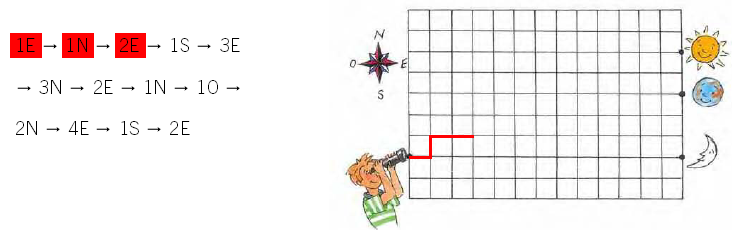 1E → 1N → 2E → 1S → 3E
→ 3N → 2E → 1N → 1O →
2N → 4E → 1S → 2E
N
O E
S